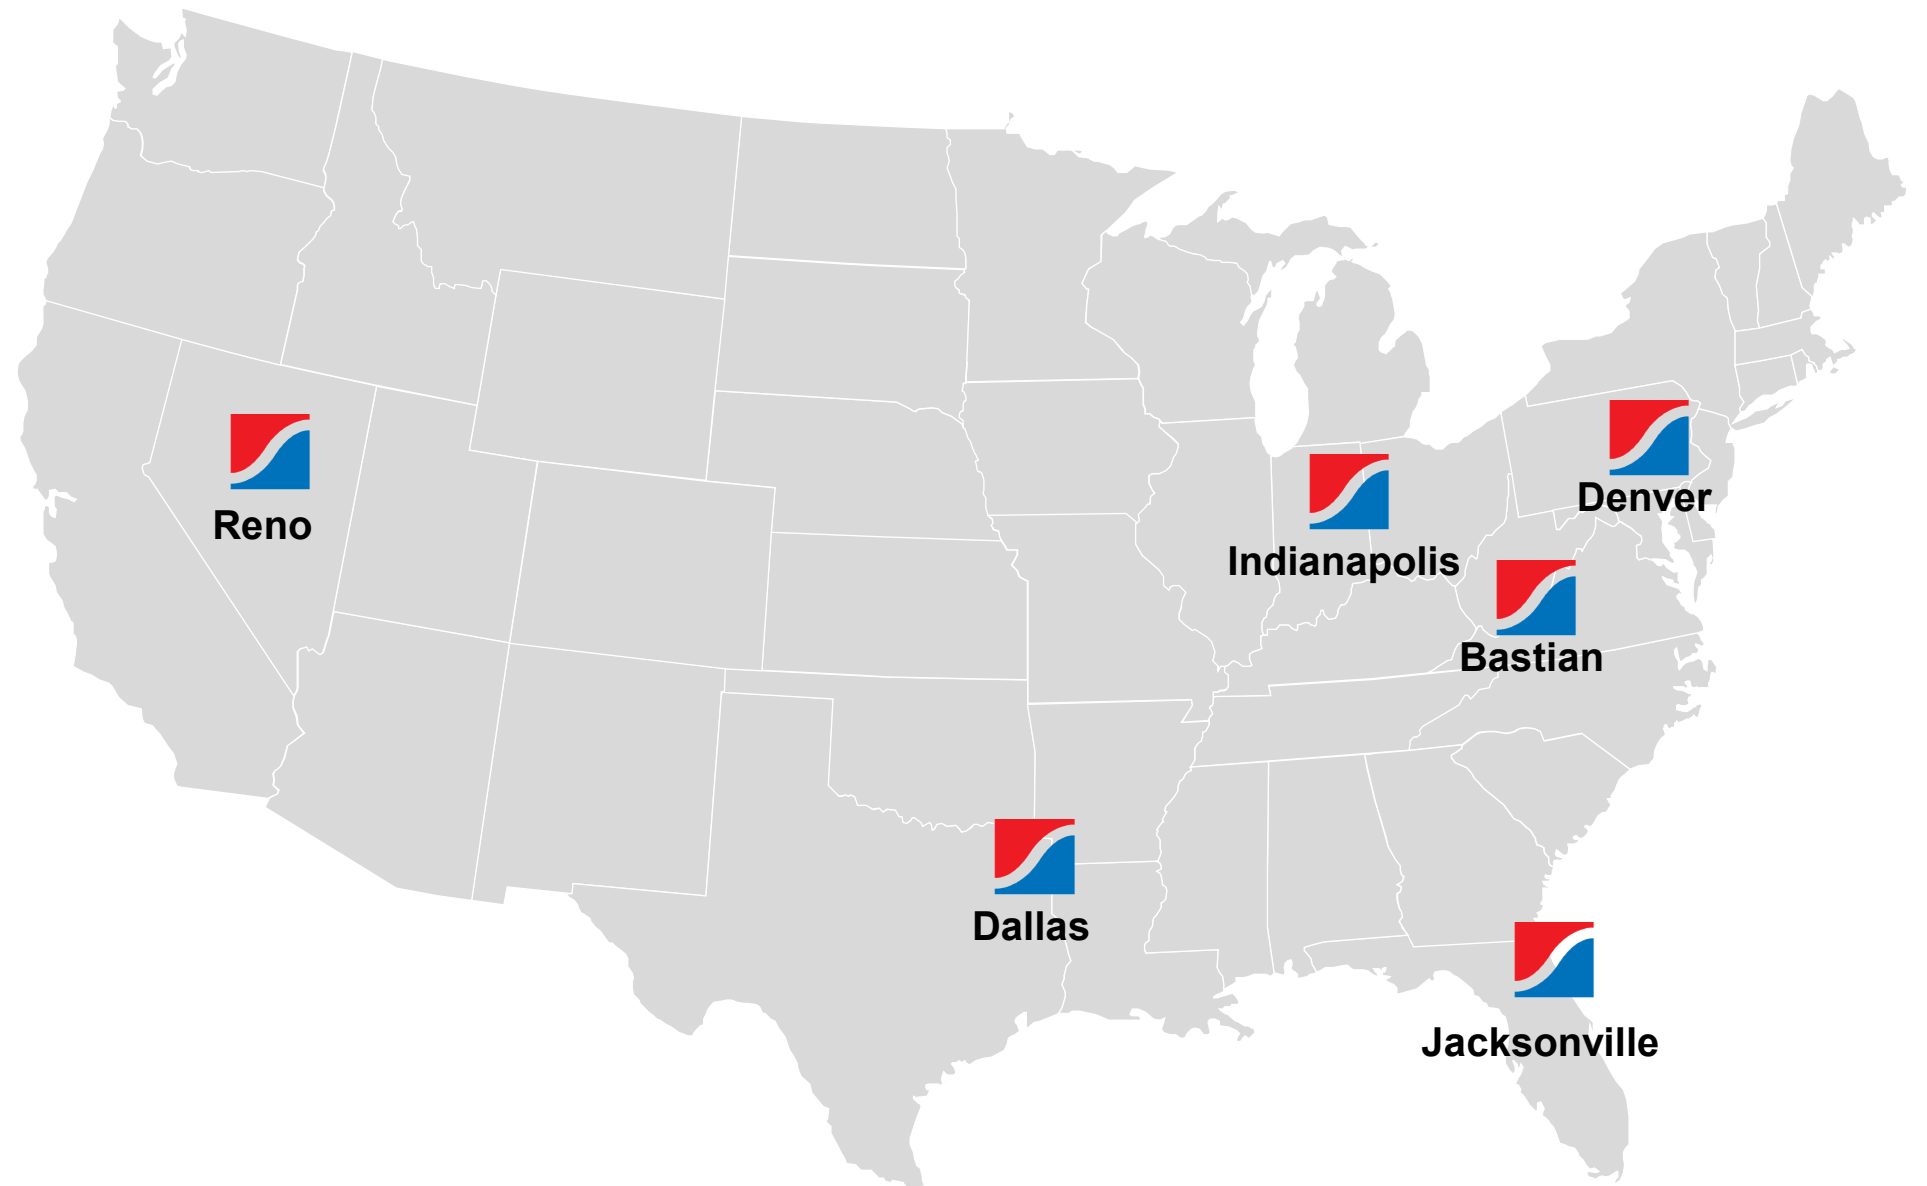 Reno
Denver
Indianapolis
Bastian
Dallas
Jacksonville